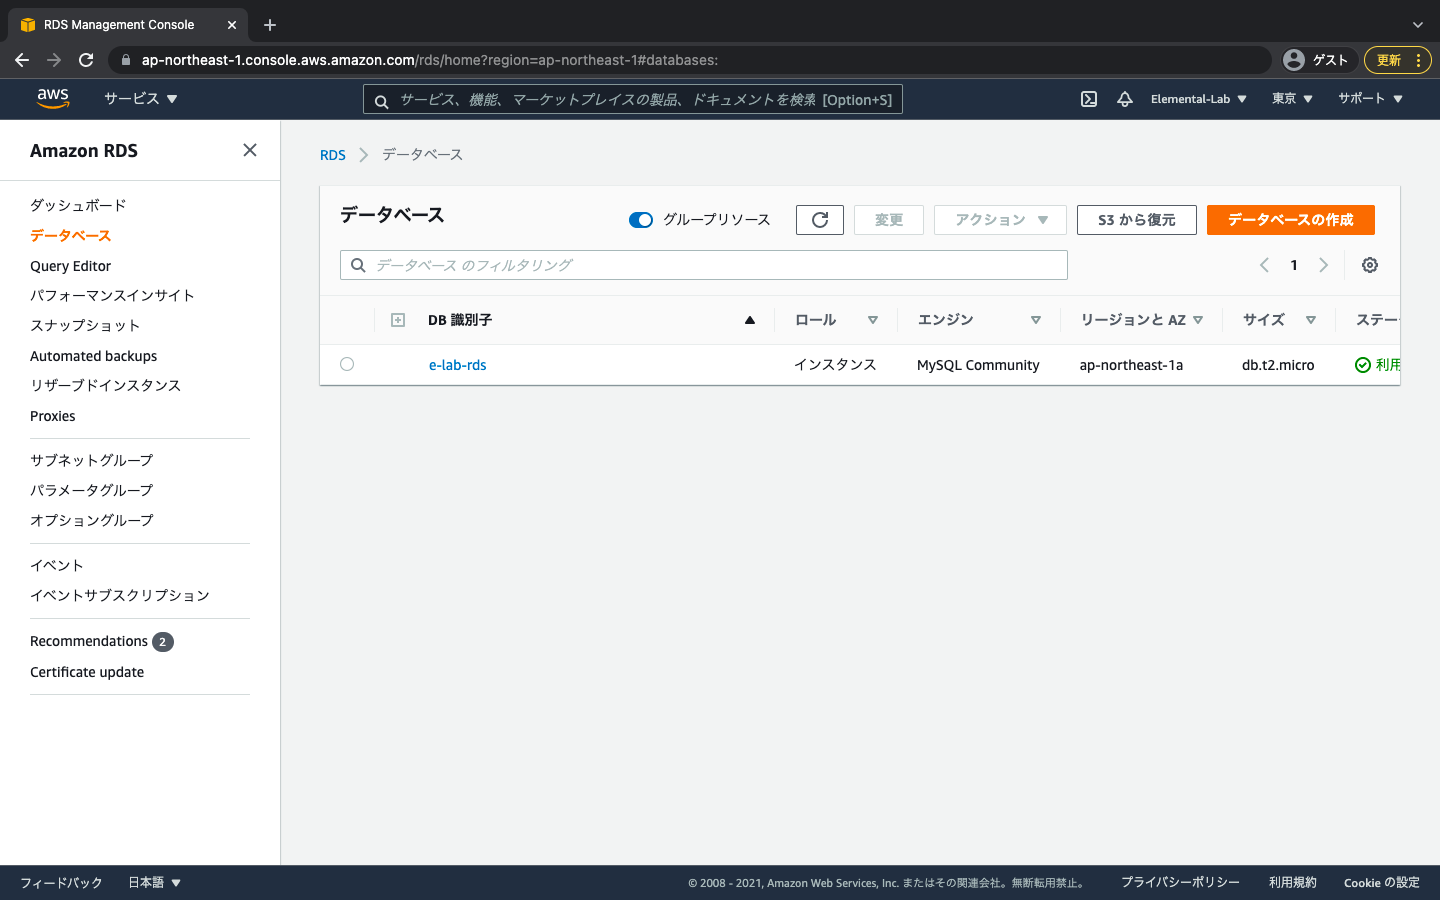 RDS Management Console
ap-northeast-1.console.aws.amazon.com/rds/home?region=ap-northeast-1#databases:
ゲスト
更新
aws
サービス
サービス、機能、マーケットプレイスの製品、ドキュメントを検索 [Option+S]
Elemental-Lab
東京
サポート
Amazon RDS
ダッシュボード
データベース
Query Editor
パフォーマンスインサイト
スナップショット
Automated backups
リザーブドインスタンス
Proxies
サブネットグループ
パラメータグループ
オプショングループ
イベント
イベントサブスクリプション
Recommendations 2
Certificate update
RDS データベース
データベース
グループリソース
変更
アクション
S3 から復元
データベースの作成
データベース のフィルタリング
1
DB 識別子 ロール エンジン リージョンと AZ サイズ ステー
e-lab-rds インスタンス MySQL Community ap-northeast-1a db.t2.micro 利用
フィードバック
日本語
© 2008 - 2021, Amazon Web Services, Inc. またはその関連会社。無断転用禁止。
プライバシーポリシー
利用規約
Cookie の設定